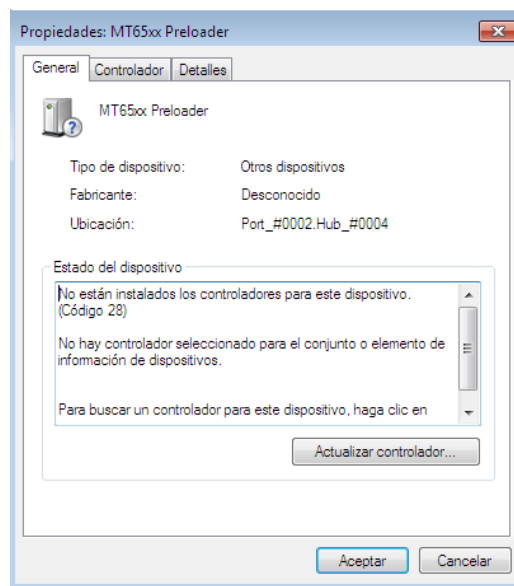 Propiedades: MT65xx Preloader
General Controlador Detalles
MT65xx Preloader
Tipo de dispositivo: Otros dispositivos
Fabricante: Desconocido
Ubicación: Port_#0002.Hub_#0004
Estado del dispositivo
No están instalados los controladores para este dispositivo.
(Código 28)
No hay controlador seleccionado para el conjunto o elemento de
información de dispositivos.
Para buscar un controlador para este dispositivo, haga clic en
Actualizar controlador...
Aceptar Cancelar